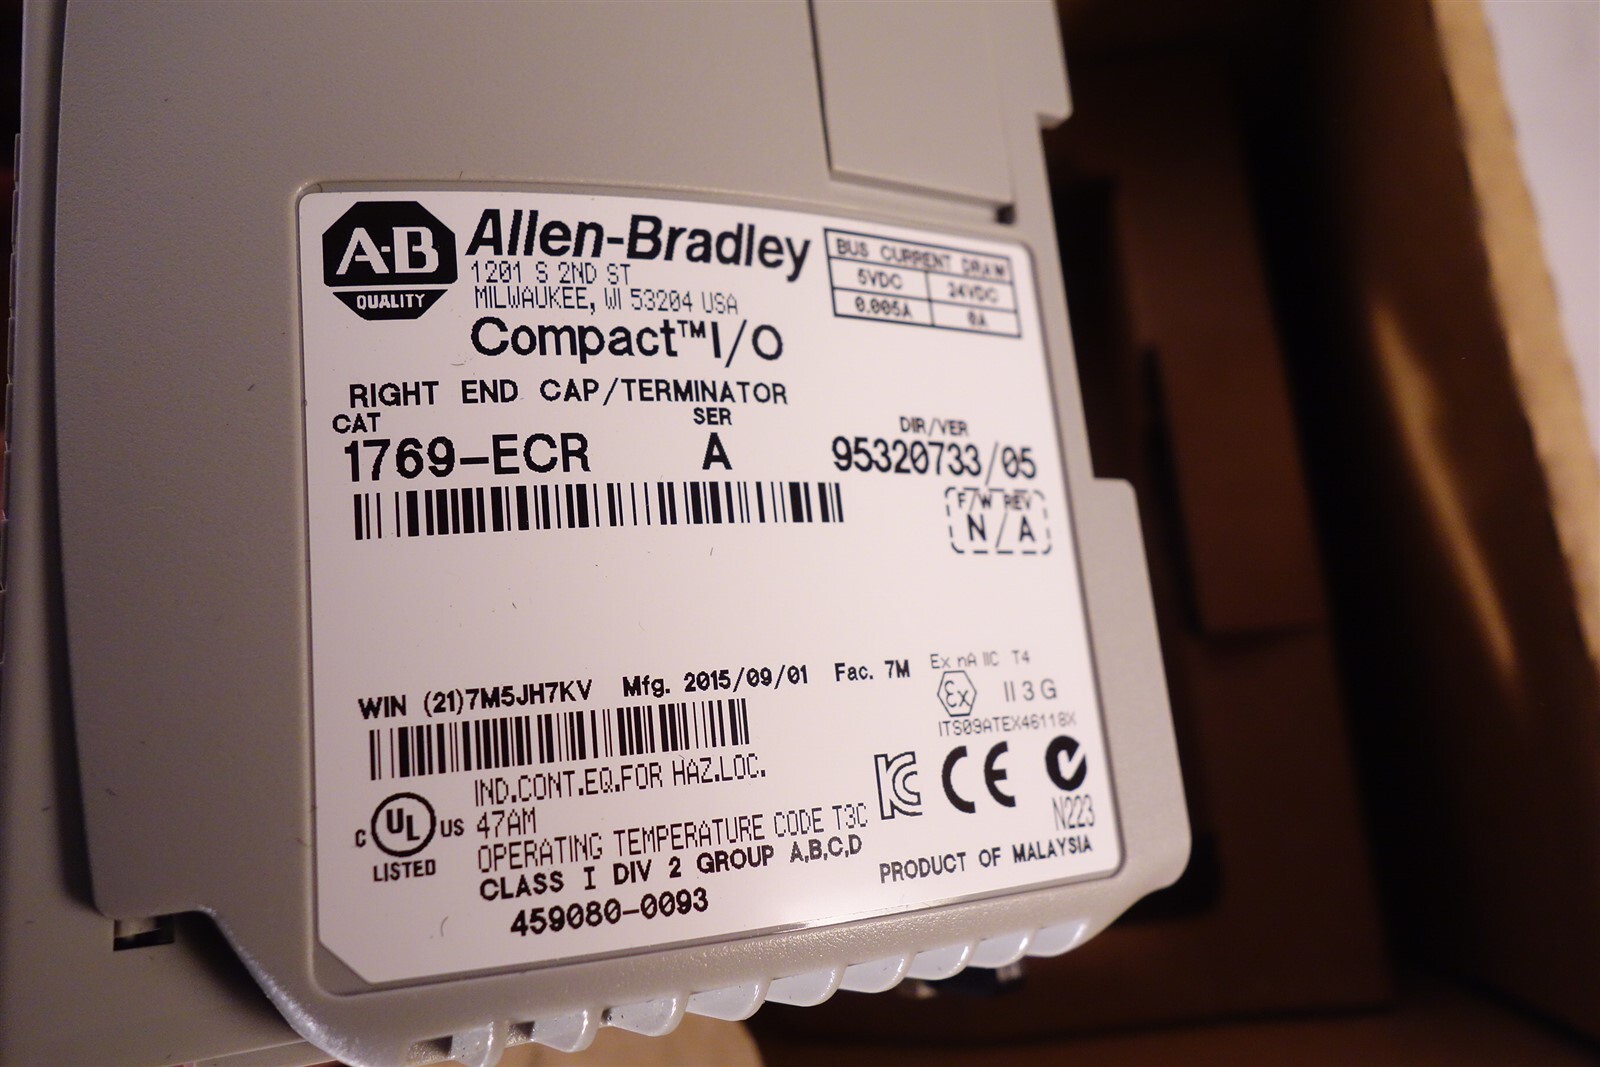 A-B
QUALITY
Allen-Bradley
1201 S 2ND ST
MILWAUKEE, WI 53204 USA
Compact™ I/O
BUS CURRENT DRAW
5VDC 24VDC
0.005A 0A
RIGHT END CAP/TERMINATOR
CAT SER DIR/VER
1769-ECR A 95320733/05
F/W REV
N/A
WIN (21)7M5JH7KV Mfg. 2015/09/01 Fac. 7M
Ex nA IIC T4
Ex II 3 G
ITS09ATEX46118X
IND.CONT.EQ.FOR HAZ.LOC.
C UL US 47AM
LISTED
OPERATING TEMPERATURE CODE T3C
CLASS I DIV 2 GROUP A,B,C,D
459080-0093
KC CE
N223
PRODUCT OF MALAYSIA